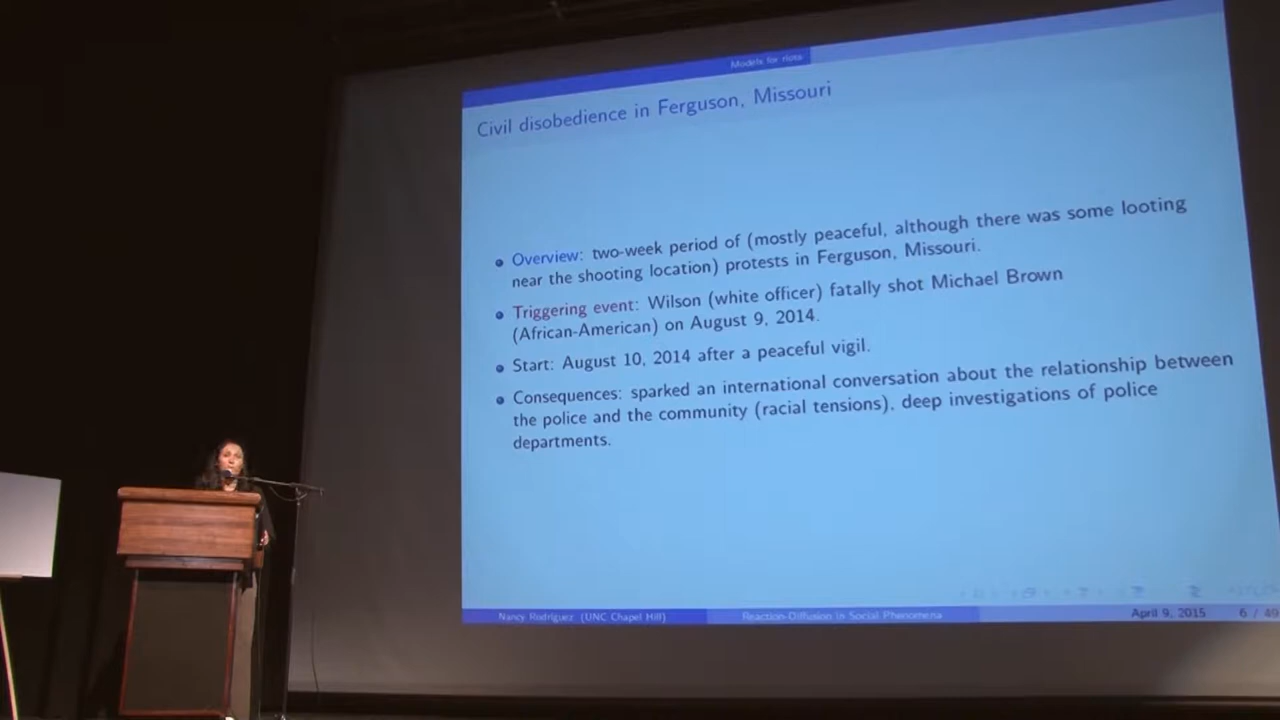 Models for riots
Civil disobedience in Ferguson, Missouri
Overview: two-week period of (mostly peaceful, although there was some looting
near the shooting location) protests in Ferguson, Missouri.
Triggering event: Wilson (white officer) fatally shot Michael Brown
(African-American) on August 9, 2014.
Start: August 10, 2014 after a peaceful vigil.
Consequences: sparked an international conversation about the relationship between
the police and the community (racial tensions), deep investigations of police
departments.
Nancy Rodríguez (UNC Chapel Hill)
Reaction-Diffusion in Social Phenomena
April 9, 2015
6 / 49